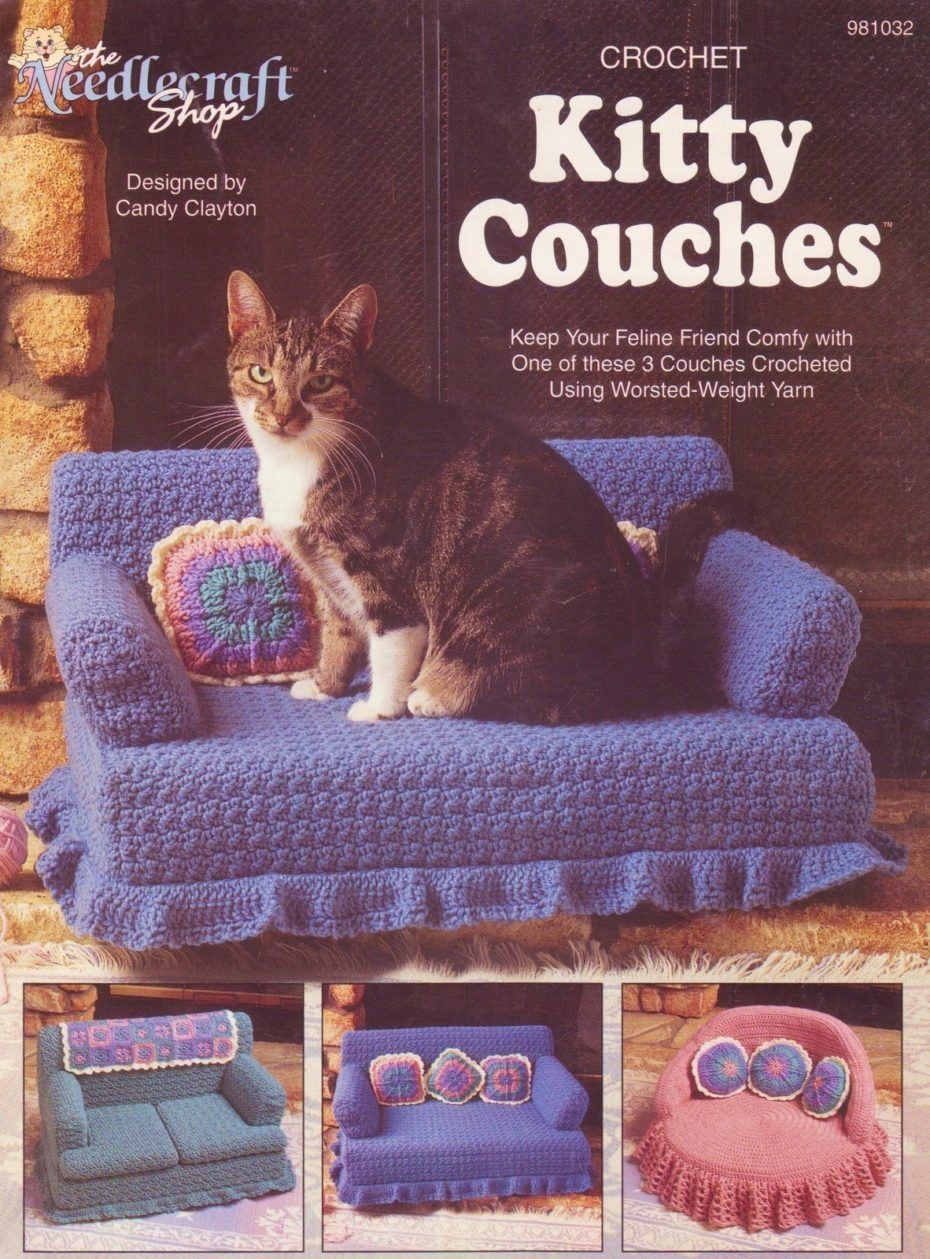 981032
the
Needlecraft™
Shop
Designed by
Candy Clayton
CROCHET
Kitty
Couches™
Keep Your Feline Friend Comfy with
One of these 3 Couches Crocheted
Using Worsted-Weight Yarn